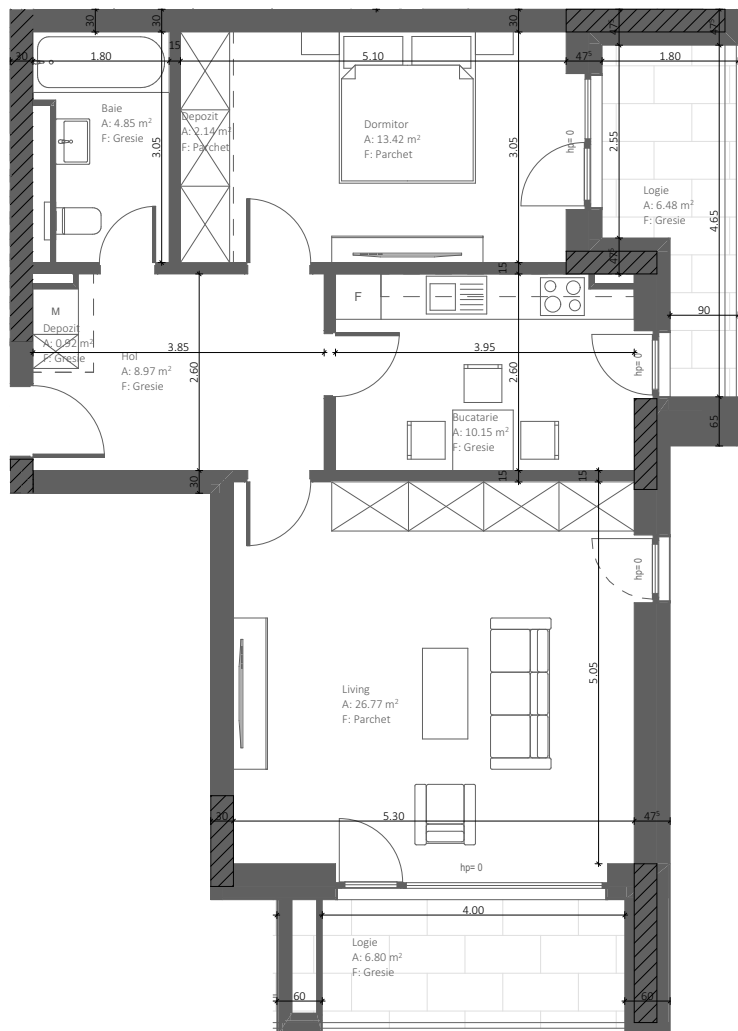 30
30
47⁵
47⁵
30
1.80
15
5.10
47⁵
1.80
Baie
A: 4.85 m²
F: Gresie
3.05
Depozit
A: 2.14 m²
F: Parchet
Dormitor
A: 13.42 m²
F: Parchet
3.05
hp= 0
2.55
Logie
A: 6.48 m²
F: Gresie
4.65
47⁵
15
M
Depozit
A: 0.92 m²
F: Gresie
F
90
3.85
Hol
A: 8.97 m²
F: Gresie
2.60
3.95
2.60
hp= 0
Bucatarie
A: 10.15 m²
F: Gresie
65
30
15
15
hp= 0
5.05
Living
A: 26.77 m²
F: Parchet
30
5.30
47⁵
hp= 0
4.00
Logie
A: 6.80 m²
F: Gresie
60
60